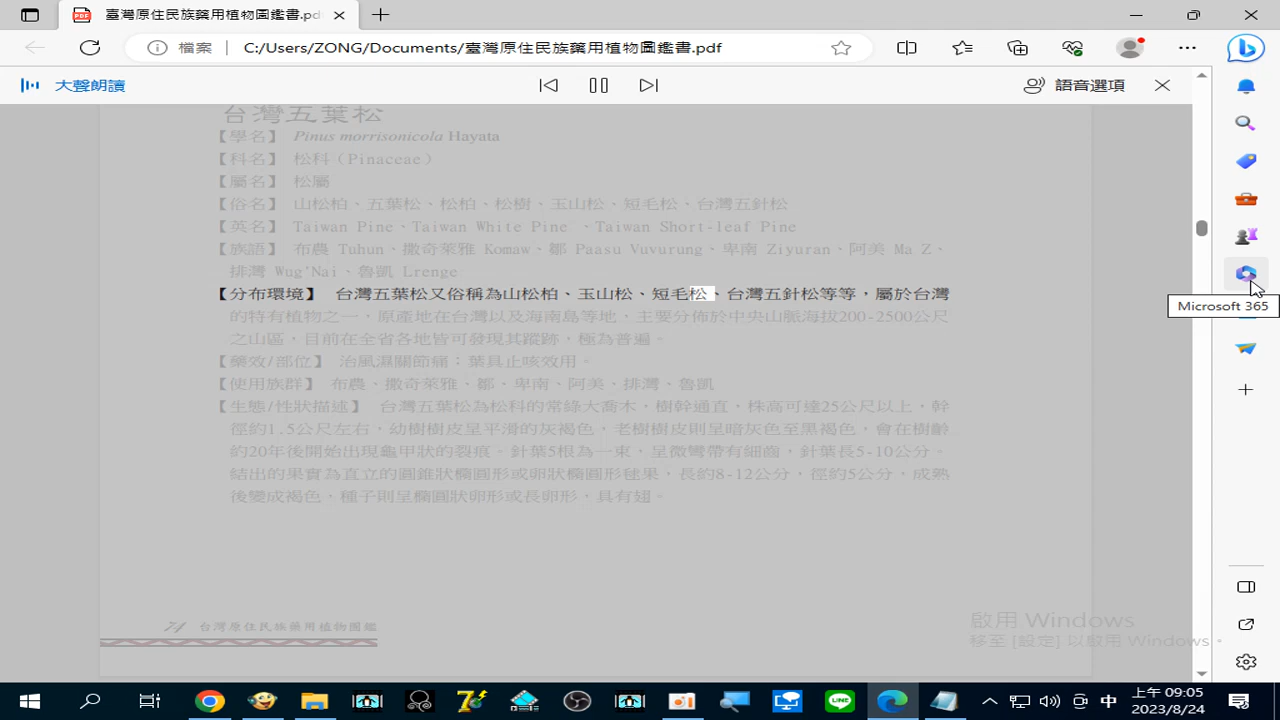 臺灣原住民族藥用植物圖鑑書.pdf
檔案 C:/Users/ZONG/Documents/臺灣原住民族藥用植物圖鑑書.pdf
大聲朗讀
語音選項
台灣五葉松
【學名】 Pinus morrisonicola Hayata
【科名】 松科（Pinaceae）
【屬名】 松屬
【俗名】 山松柏、五葉松、松柏、松樹、玉山松、短毛松、台灣五針松
【英名】 Taiwan Pine、Taiwan White Pine 、Taiwan Short-leaf Pine
【族語】 布農 Tuhun、撒奇萊雅 Komaw、鄒 Paasu Vuvurung、卑南 Ziyuran、阿美 Ma Z、
排灣 Wug'Nai、魯凱 Lrenge
【分布環境】 台灣五葉松又俗稱為山松柏、玉山松、短毛松、台灣五針松等等，屬於台灣
的特有植物之一，原產地在台灣以及海南島等地，主要分佈於中央山脈海拔200-2500公尺
之山區，目前在全省各地皆可發現其蹤跡，極為普遍。
【藥效/部位】 治風濕關節痛；葉具止咳效用。
【使用族群】 布農、撒奇萊雅、鄒、卑南、阿美、排灣、魯凱
【生態/性狀描述】 台灣五葉松為松科的常綠大喬木，樹幹通直，株高可達25公尺以上，幹
徑約1.5公尺左右，幼樹樹皮呈平滑的灰褐色，老樹樹皮則呈暗灰色至黑褐色，會在樹齡
約20年後開始出現龜甲狀的裂痕。針葉5根為一束，呈微彎帶有細齒，針葉長5-10公分。
結出的果實為直立的圓錐狀橢圓形或卵狀橢圓形毬果，長約8-12公分，徑約5公分，成熟
後變成褐色，種子則呈橢圓狀卵形或長卵形，具有翅。
74 台灣原住民族藥用植物圖鑑
Microsoft 365
啟用 Windows
移至 [設定] 以啟用 Windows。
中
上午 09:05
2023/8/24